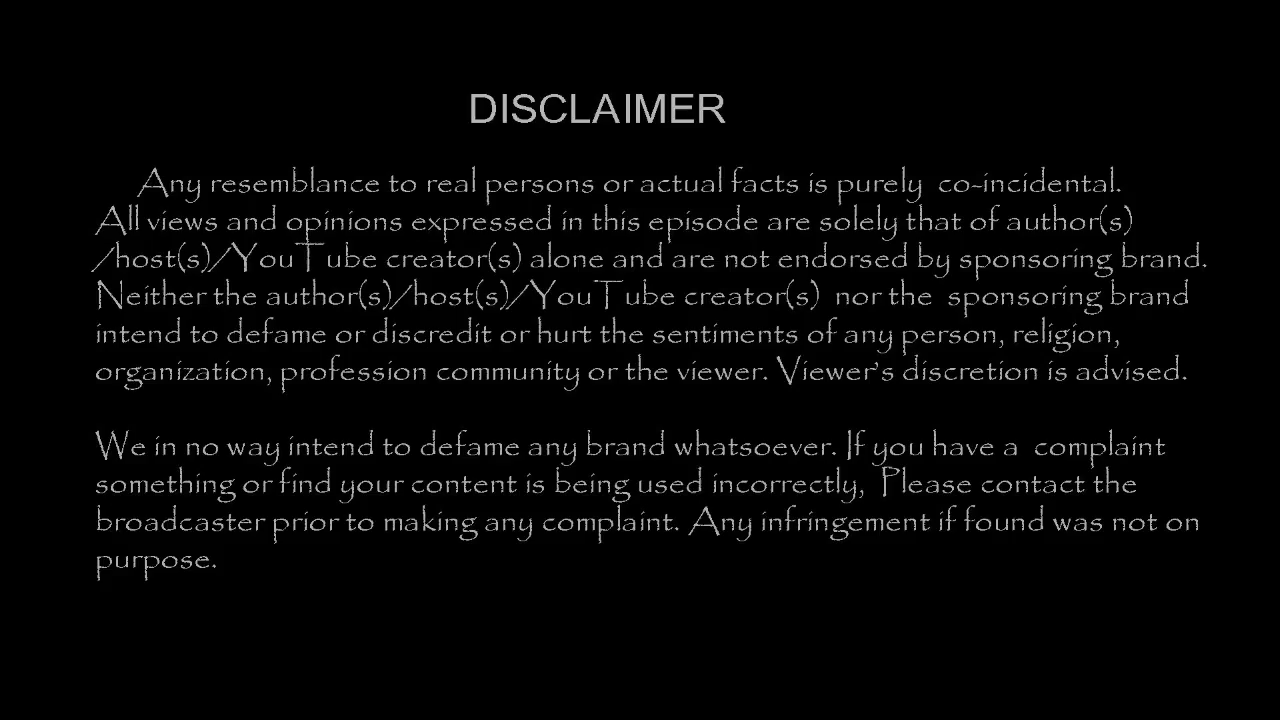 DISCLAIMER
Any resemblance to real persons or actual facts is purely co-incidental.
All views and opinions expressed in this episode are solely that of author(s)
/host(s)/YouTube creator(s) alone and are not endorsed by sponsoring brand.
Neither the author(s)/host(s)/YouTube creator(s) nor the sponsoring brand
intend to defame or discredit or hurt the sentiments of any person, religion,
organization, profession community or the viewer. Viewer's discretion is advised.
We in no way intend to defame any brand whatsoever. If you have a complaint
something or find your content is being used incorrectly, Please contact the
broadcaster prior to making any complaint. Any infringement if found was not on
purpose.